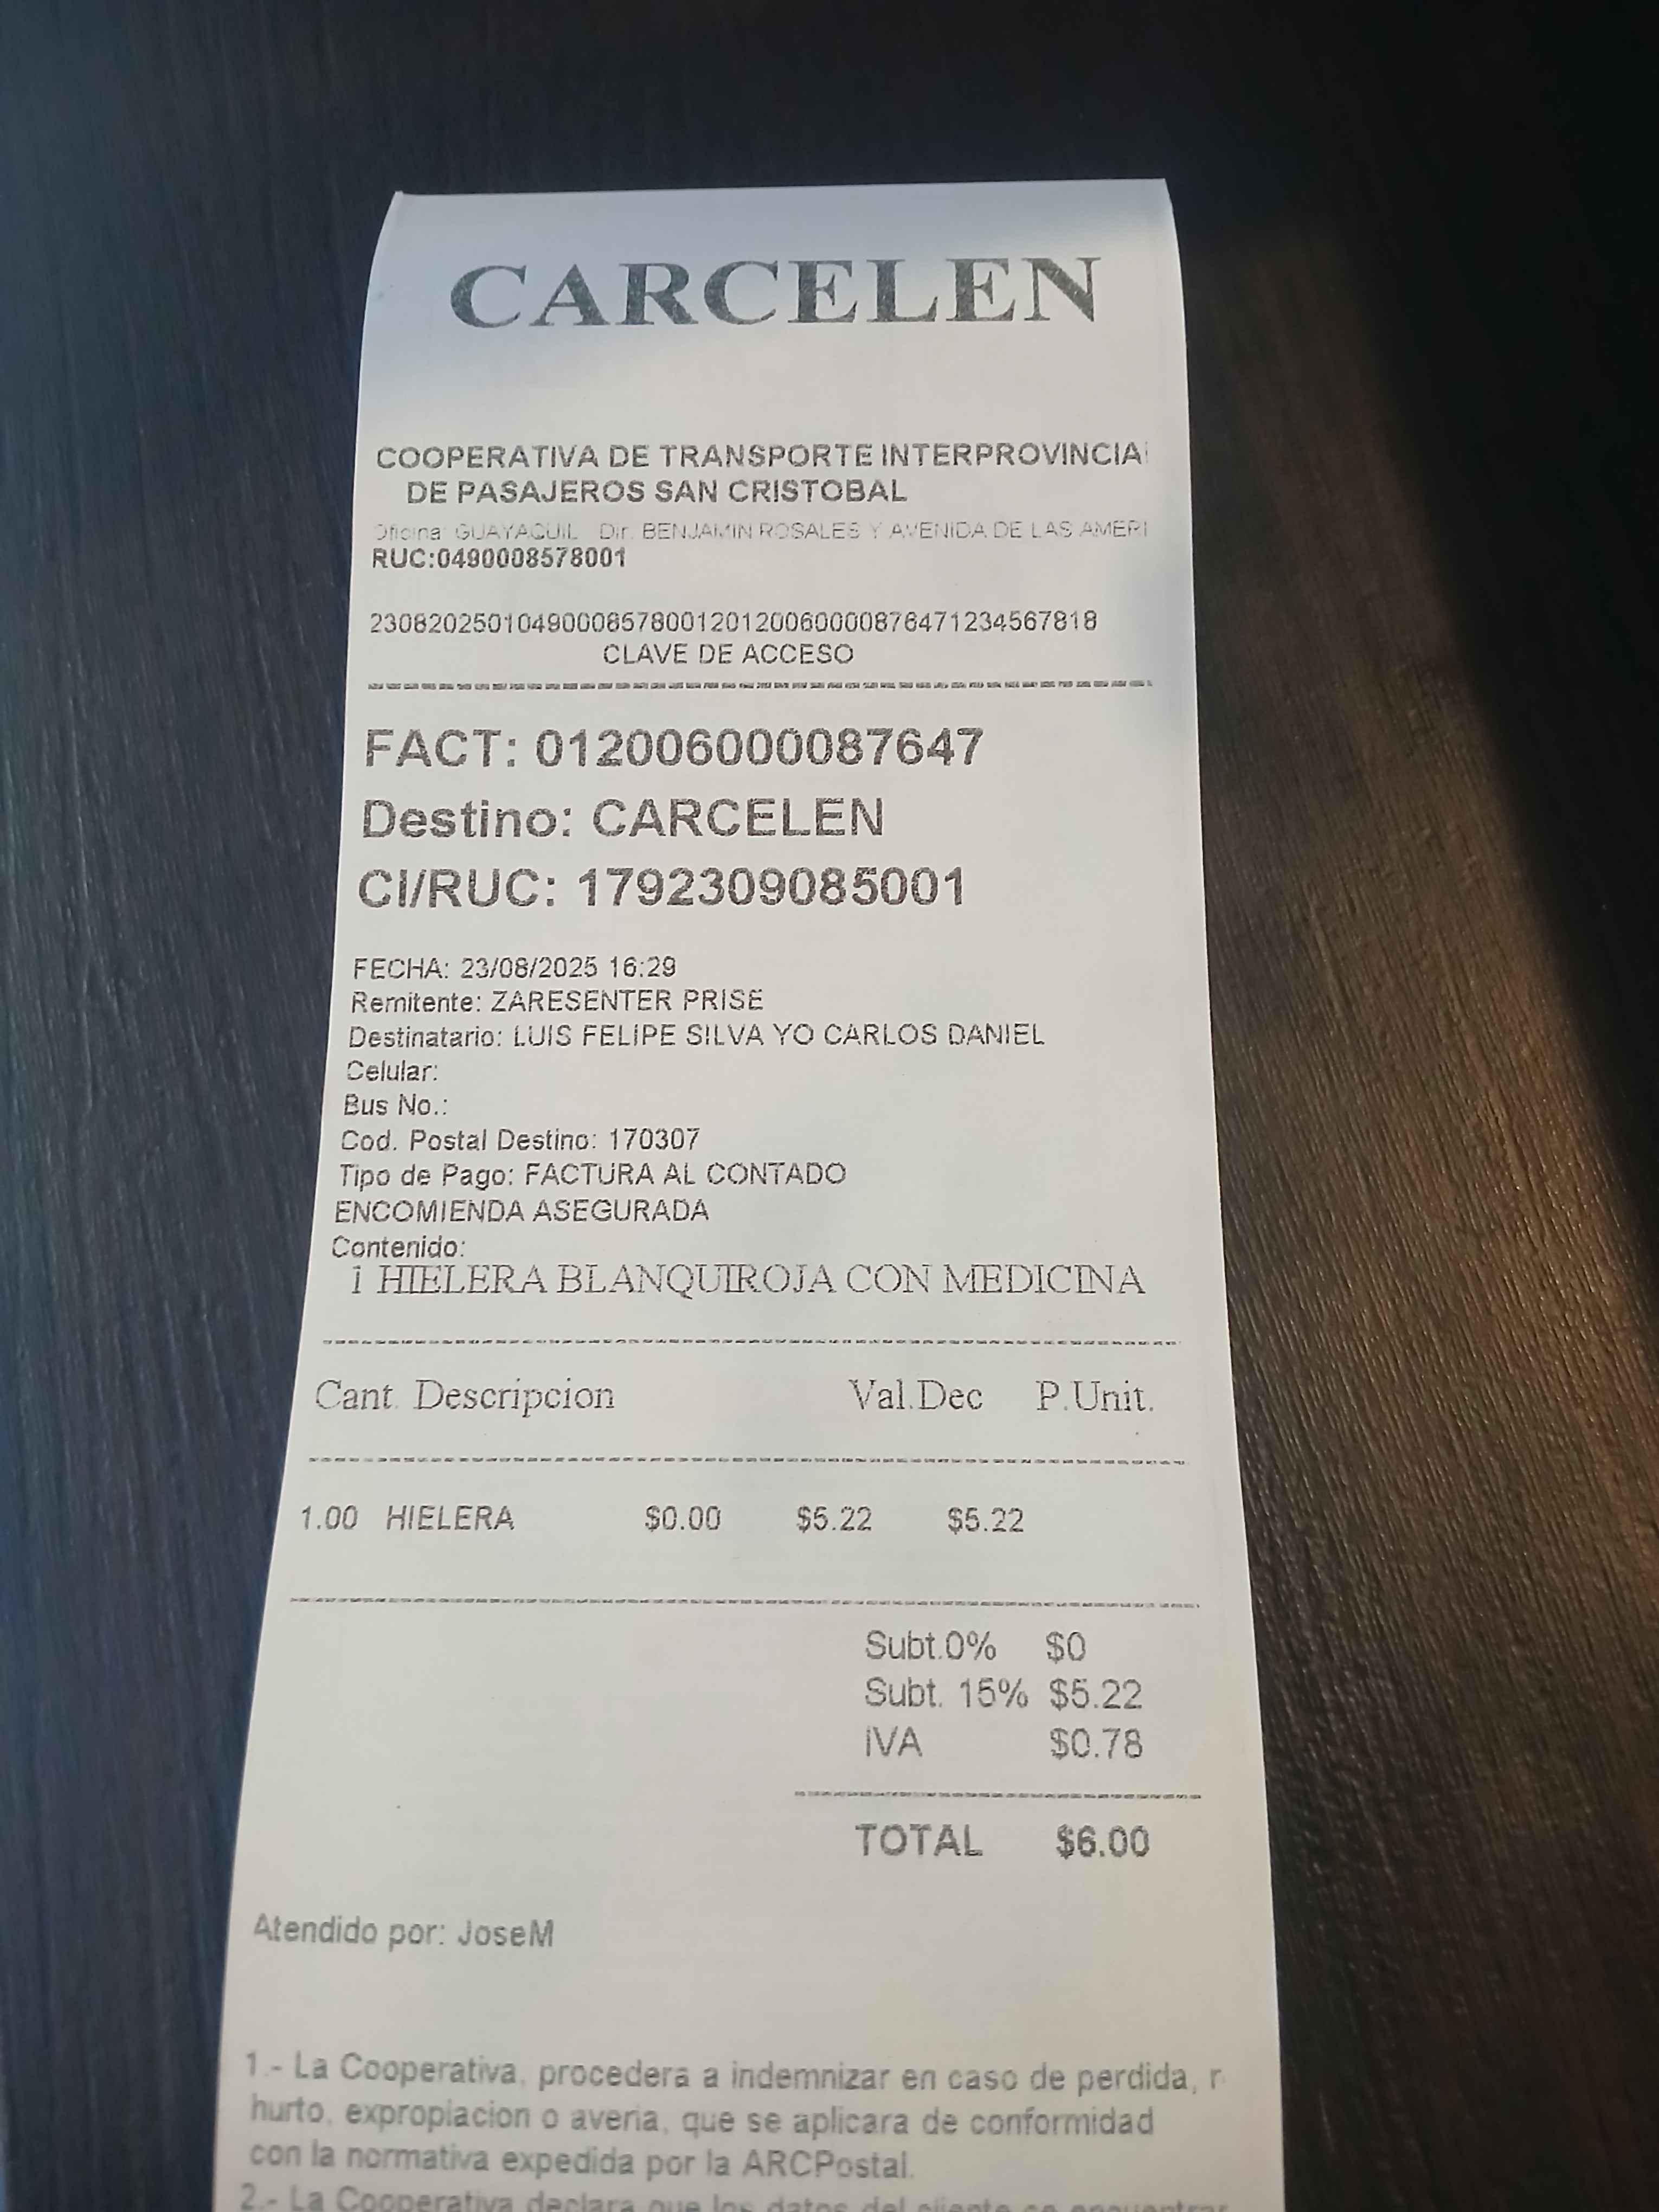 CARCELEN
COOPERATIVA DE TRANSPORTE INTERPROVINCIA
DE PASAJEROS SAN CRISTOBAL
Oficina: GUAYAQUIL Dir: BENJAMIN ROSALES Y AVENIDA DE LAS AMERI
RUC:0490008578001
2308202501049000857800120120060000876471234567818
CLAVE DE ACCESO
FACT: 012006000087647
Destino: CARCELEN
CI/RUC: 1792309085001
FECHA: 23/08/2025 16:29
Remitente: ZARESENTER PRISE
Destinatario: LUIS FELIPE SILVA YO CARLOS DANIEL
Celular:
Bus No.:
Cod. Postal Destino: 170307
Tipo de Pago: FACTURA AL CONTADO
ENCOMIENDA ASEGURADA
Contenido:
1 HIELERA BLANQUIROJA CON MEDICINA
Cant. Descripcion Val.Dec P.Unit.
1.00 HIELERA $0.00 $5.22 $5.22
Subt.0% $0
Subt. 15% $5.22
IVA $0.78
TOTAL $6.00
Atendido por: JoseM
1.- La Cooperativa, procedera a indemnizar en caso de perdida, r
hurto, expropiacion o averia, que se aplicara de conformidad
con la normativa expedida por la ARCPostal.
2.- La Cooperativa declara que los datos del cliente se encuentran